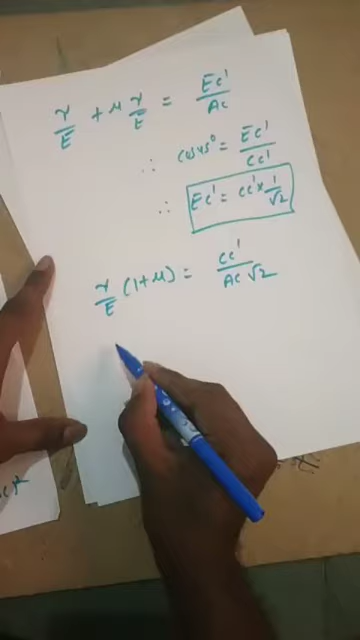 τ/E + μ τ/E = EC'/AC
∴ cos45° = EC'/CC'
∴ EC' = CC' × 1/√2
τ/E (1+μ) = CC'/AC√2